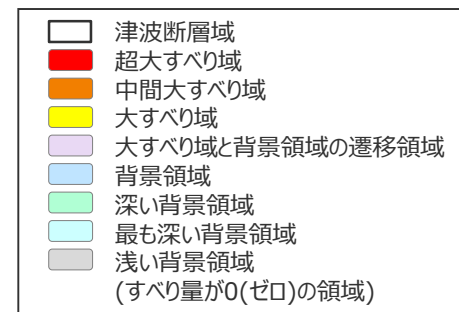 津波断層域
超大すべり域
中間大すべり域
大すべり域
大すべり域と背景領域の遷移領域
背景領域
深い背景領域
最も深い背景領域
浅い背景領域
(すべり量が0(ゼロ)の領域)